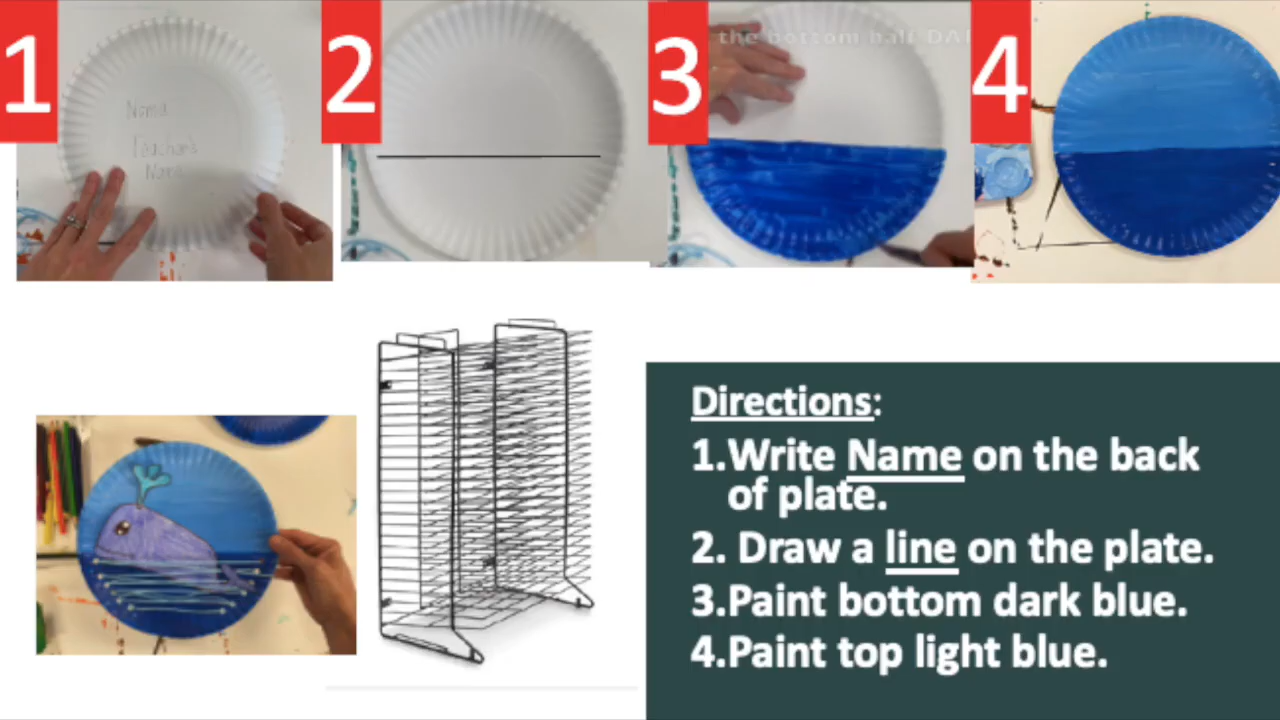 1
2
3
4
Name
Teacher's
Name
the bottom half DAR
Directions:
1.Write Name on the back
of plate.
2. Draw a line on the plate.
3.Paint bottom dark blue.
4.Paint top light blue.